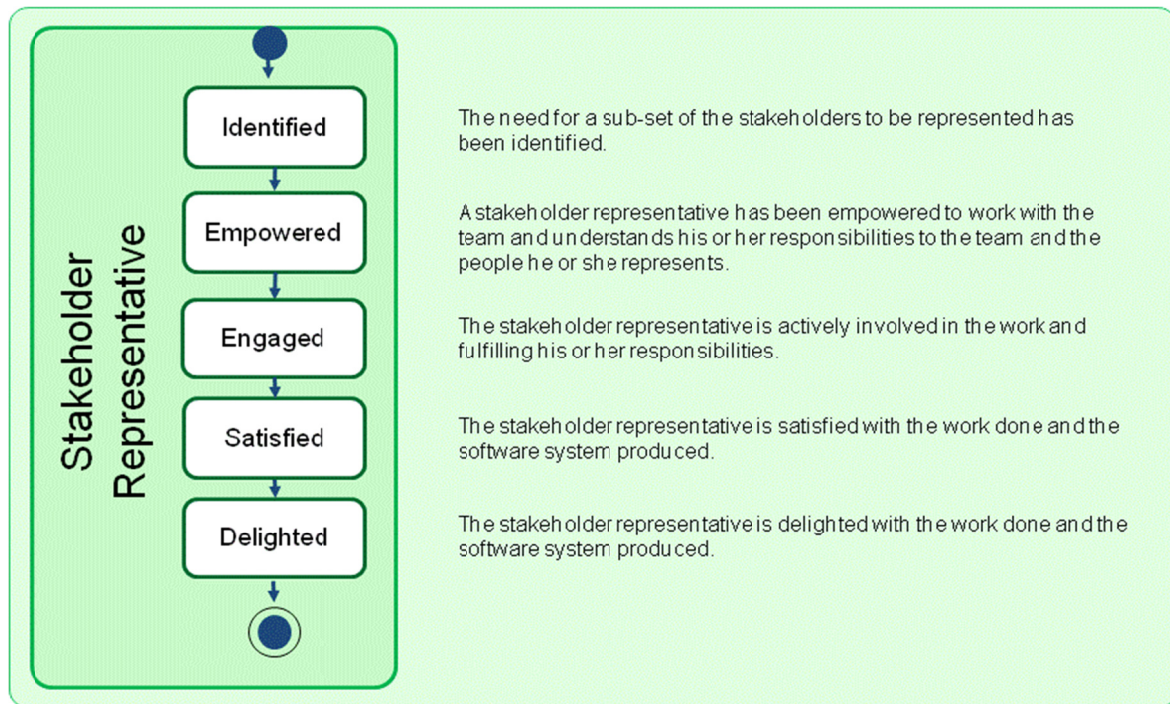 Stakeholder
Representative
Identified
The need for a sub-set of the stakeholders to be represented has
been identified.
Empowered
A stakeholder representative has been empowered to work with the
team and understands his or her responsibilities to the team and the
people he or she represents.
Engaged
The stakeholder representative is actively involved in the work and
fulfilling his or her responsibilities.
Satisfied
The stakeholder representative is satisfied with the work done and the
software system produced.
Delighted
The stakeholder representative is delighted with the work done and the
software system produced.